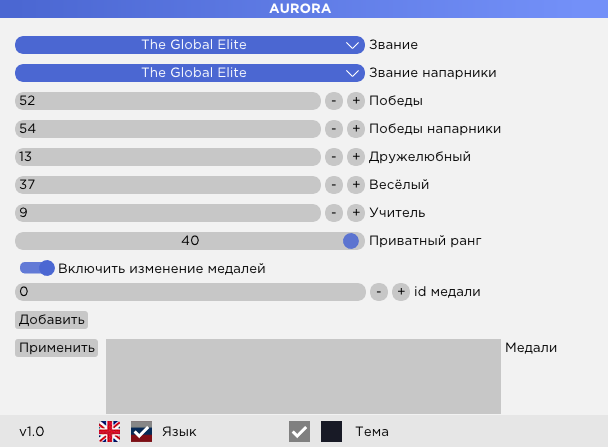 AURORA
The Global Elite Звание
The Global Elite Звание напарники
52 - + Победы
54 - + Победы напарники
13 - + Дружелюбный
37 - + Весёлый
9 - + Учитель
40 Приватный ранг
Включить изменение медалей
0 - + id медали
Добавить
Применить Медали
v1.0 Язык Тема